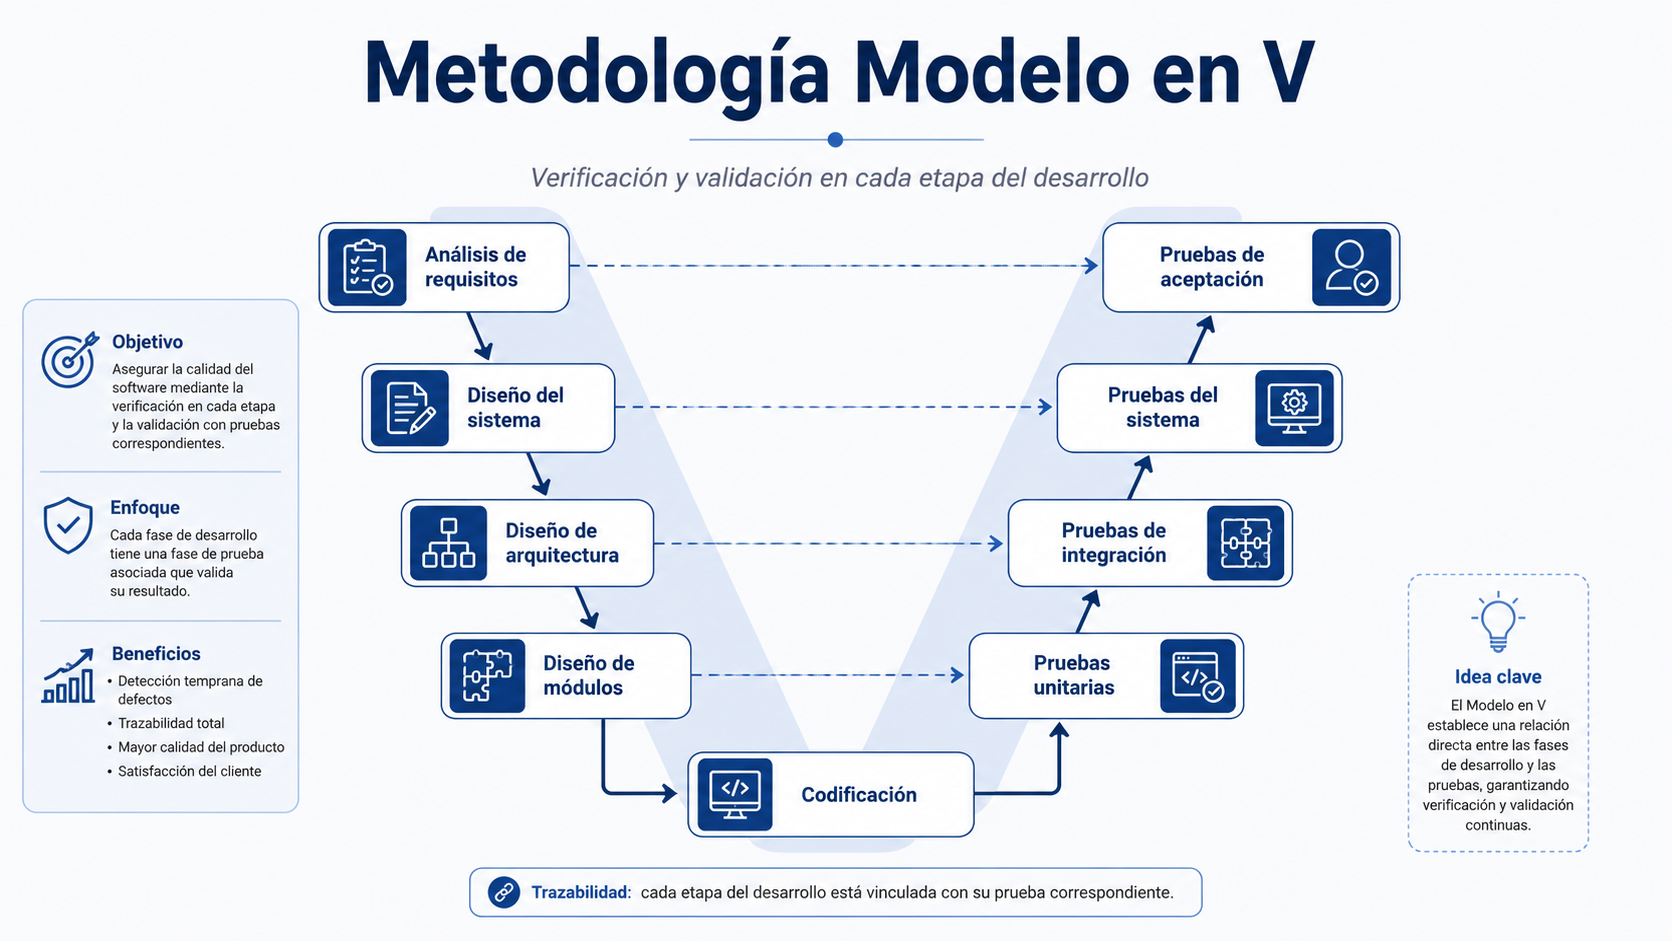 Metodología Modelo en V
Verificación y validación en cada etapa del desarrollo
Objetivo
Asegurar la calidad del
software mediante la
verificación en cada etapa
y la validación con pruebas
correspondientes.
Enfoque
Cada fase de desarrollo
tiene una fase de prueba
asociada que valida
su resultado.
Beneficios
• Detección temprana de
defectos
• Trazabilidad total
• Mayor calidad del producto
• Satisfacción del cliente
Análisis de
requisitos
Diseño del
sistema
Diseño de
arquitectura
Diseño de
módulos
</>
Codificación
Pruebas
unitarias
</>
Pruebas de
integración
Pruebas del
sistema
Pruebas de
aceptación
Idea clave
El Modelo en V
establece una relación
directa entre las fases
de desarrollo y las
pruebas, garantizando
verificación y validación
continuas.
Trazabilidad: cada etapa del desarrollo está vinculada con su prueba correspondiente.